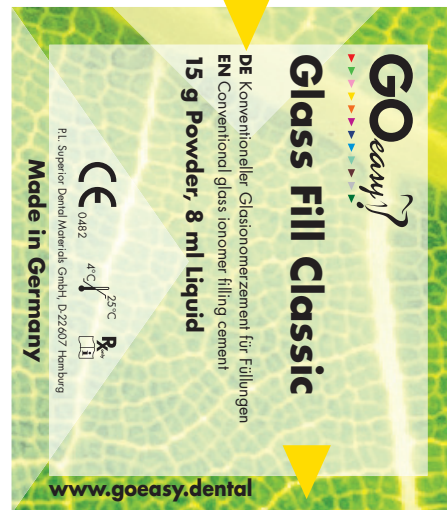 GO
easy!
Glass Fill Classic
DE Konventioneller Glasionomerzement für Füllungen
EN Conventional glass ionomer filling cement
15 g Powder, 8 ml Liquid
CE 0482
4°C 25°C
Rx only
i
P.I. Superior Dental Materials GmbH, D-22607 Hamburg
Made in Germany
www.goeasy.dental